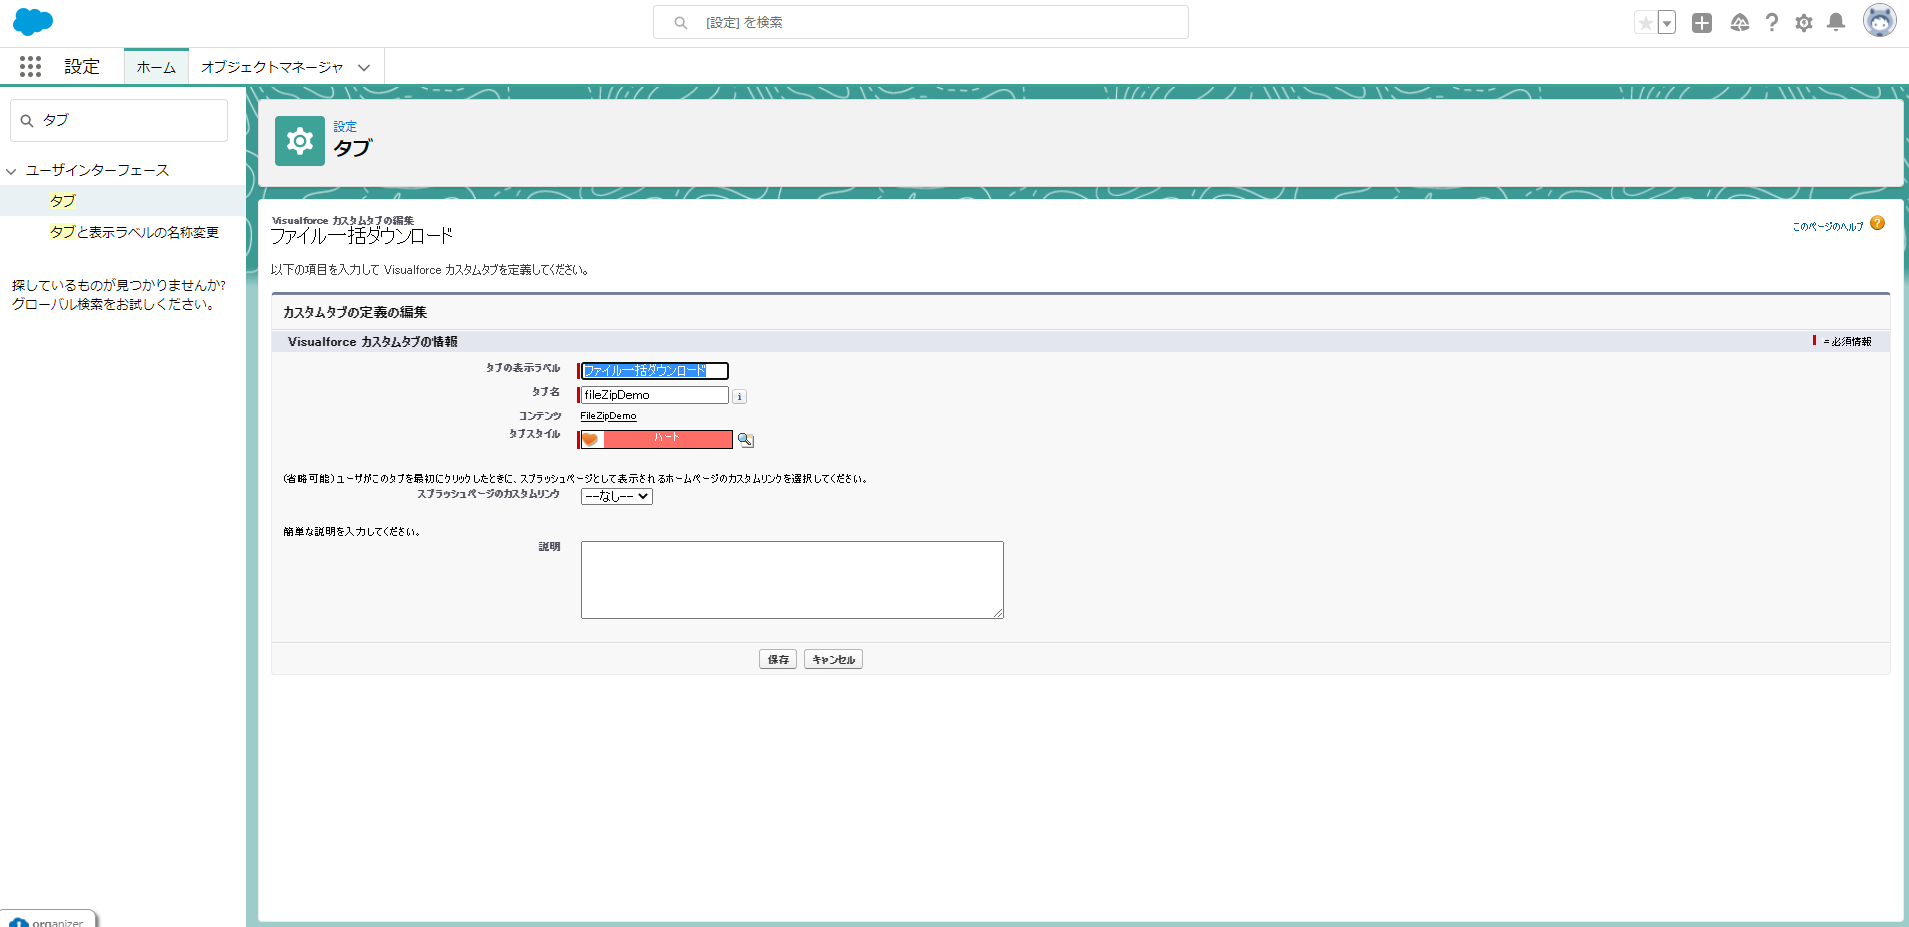 [設定] を検索
設定
ホーム
オブジェクトマネージャ
タブ
ユーザインターフェース
タブ
タブと表示ラベルの名称変更
探しているものが見つかりませんか?
グローバル検索をお試しください。
設定
タブ
Visualforce カスタムタブの編集
ファイル一括ダウンロード
このページのヘルプ
以下の項目を入力して Visualforce カスタムタブを定義してください。
カスタムタブの定義の編集
Visualforce カスタムタブの情報
= 必須情報
タブの表示ラベル
ファイル一括ダウンロード
タブ名
fileZipDemo
コンテンツ
FileZipDemo
タブスタイル
ハート
(省略可能) ユーザがこのタブを最初にクリックしたときに、スプラッシュページとして表示されるホームページのカスタムリンクを選択してください。
スプラッシュページのカスタムリンク
--なし--
簡単な説明を入力してください。
説明
保存
キャンセル
organizer